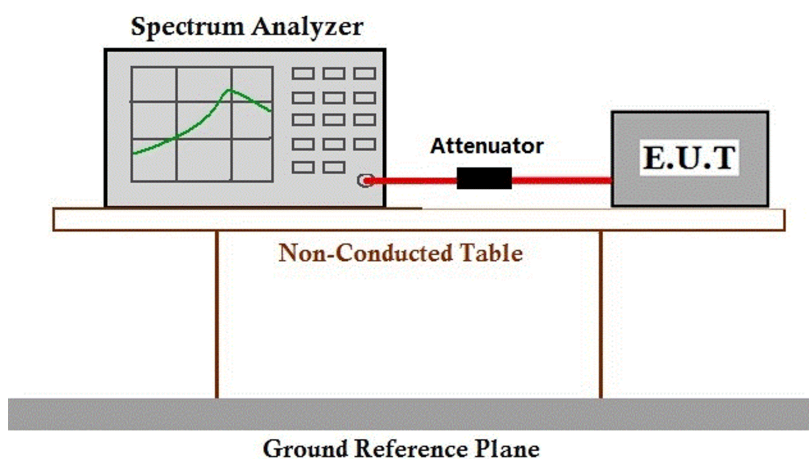 Spectrum Analyzer
Attenuator
E.U.T
Non-Conducted Table
Ground Reference Plane